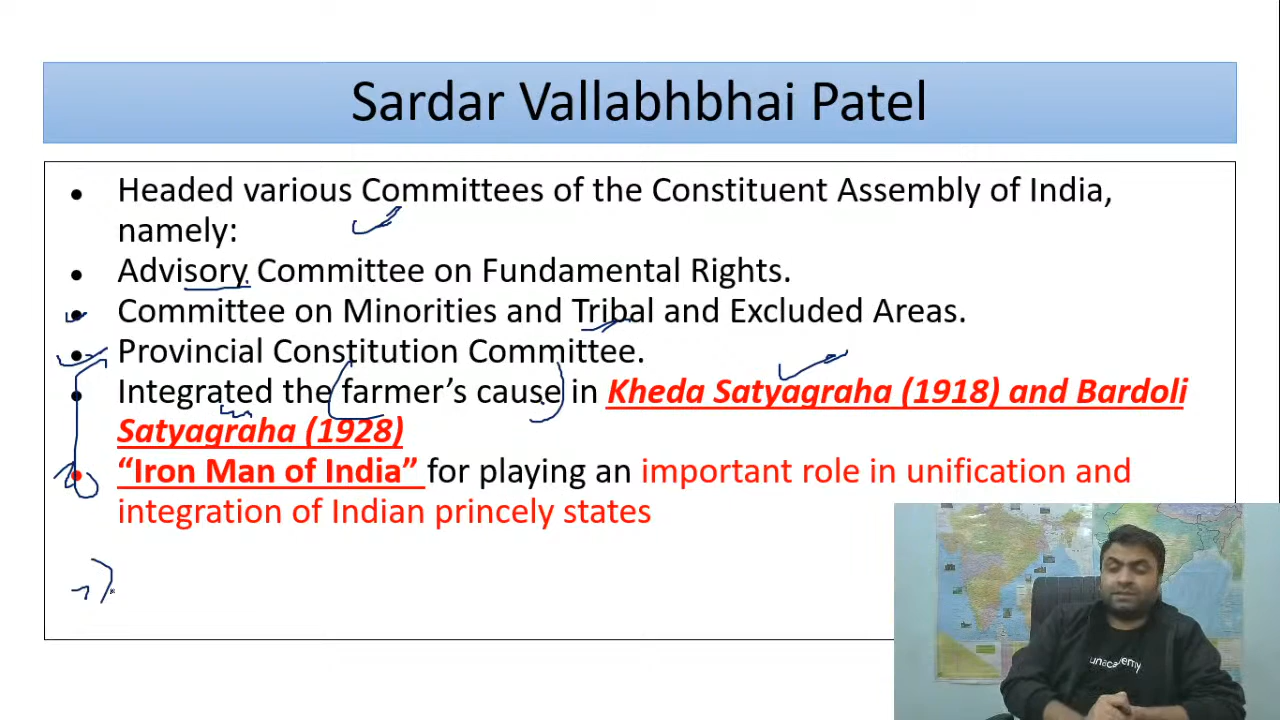 Sardar Vallabhbhai Patel
• Headed various Committees of the Constituent Assembly of India,
namely:
• Advisory Committee on Fundamental Rights.
• Committee on Minorities and Tribal and Excluded Areas.
• Provincial Constitution Committee.
• Integrated the farmer’s cause in Kheda Satyagraha (1918) and Bardoli
Satyagraha (1928)
• “Iron Man of India” for playing an important role in unification and
integration of Indian princely states
unacademy